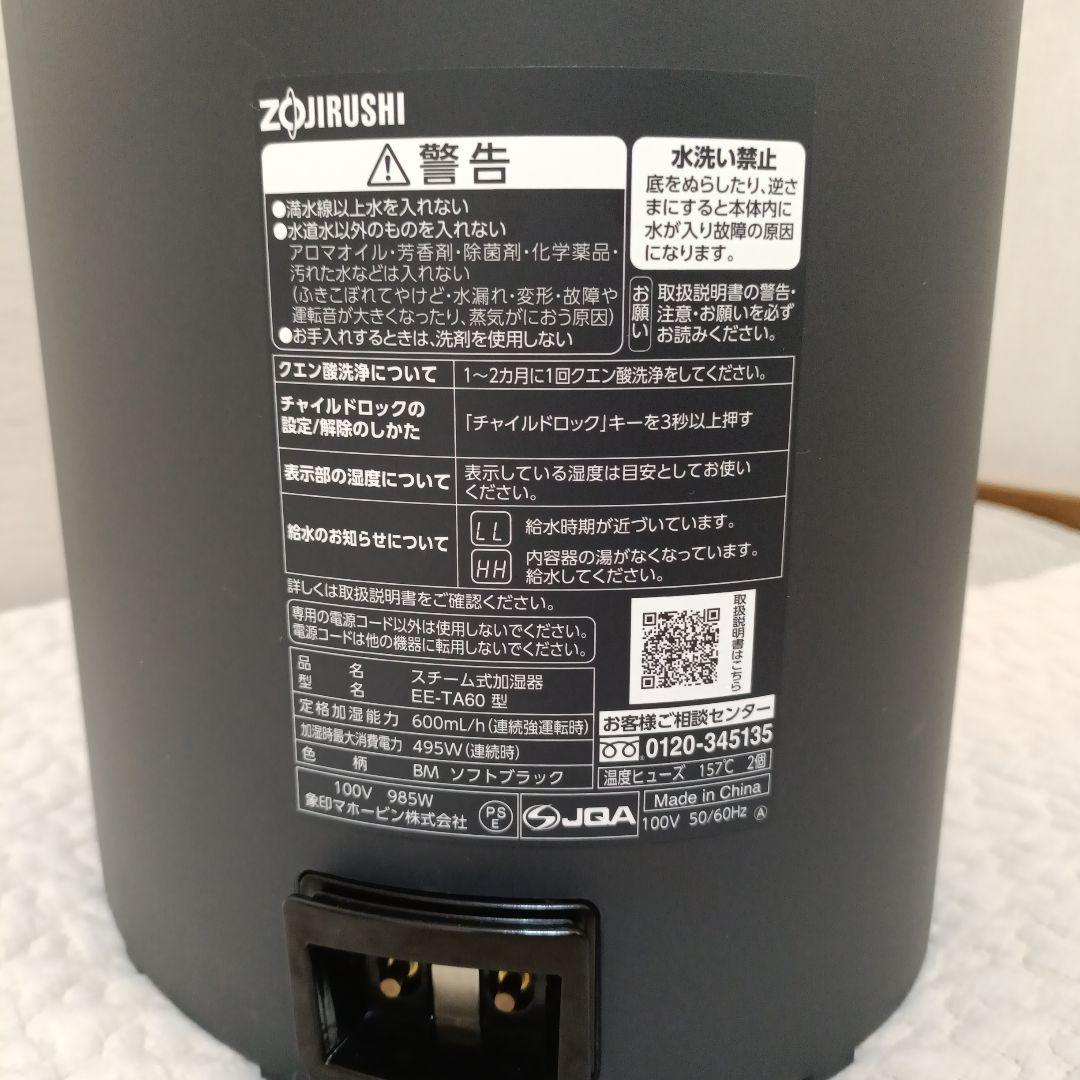 ZOJIRUSHI
警告
●満水線以上水を入れない
●水道水以外のものを入れない
アロマオイル・芳香剤・除菌剤・化学薬品・
汚れた水などは入れない
(ふきこぼれてやけど・水漏れ・変形・故障や
運転音が大きくなったり、蒸気がにおう原因)
●お手入れするときは、洗剤を使用しない
水洗い禁止
底をぬらしたり、逆さ
まにすると本体内に
水が入り故障の原因
になります。
お願い
取扱説明書の警告・
注意・お願いを必ず
お読みください。
クエン酸洗浄について
1~2カ月に1回クエン酸洗浄をしてください。
チャイルドロックの
設定/解除のしかた
「チャイルドロック」キーを3秒以上押す
表示部の湿度について
表示している湿度は目安としてお使い
ください。
給水のお知らせについて
LL
給水時期が近づいています。
HH
内容器の湯がなくなっています。
給水してください。
詳しくは取扱説明書をご確認ください。
専用の電源コード以外は使用しないでください。
電源コードは他の機器に転用しないでください。
取扱説明書はこちら
品名 スチーム式加湿器
型名 EE-TA60 型
定格加湿能力 600mL/h(連続強運転時)
加湿時最大消費電力 495W(連続時)
色柄 BM ソフトブラック
お客様ご相談センター
0120-345135
温度ヒューズ 157℃ 2個
100V 985W
象印マホービン株式会社
PSE
JQA
Made in China
100V 50/60Hz Ⓐ